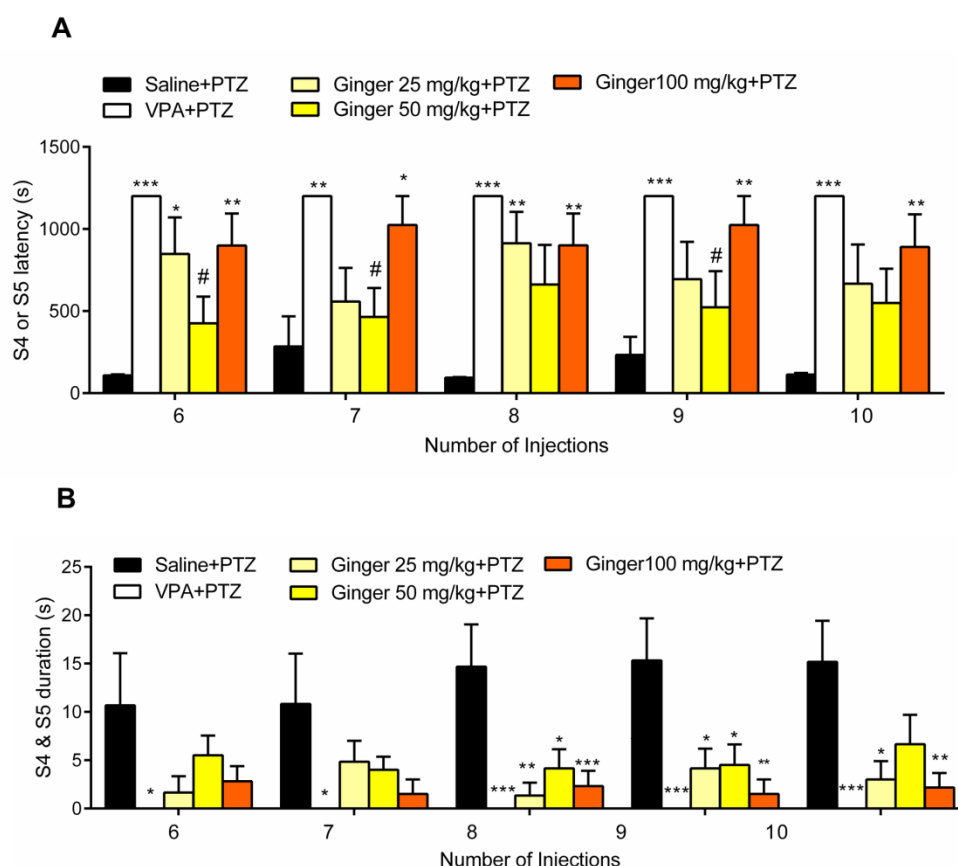 A
Saline+PTZ Ginger 25 mg/kg+PTZ Ginger100 mg/kg+PTZ
VPA+PTZ Ginger 50 mg/kg+PTZ
S4 or S5 latency (s)
1500
1000
500
0
*** * # **
** # *
*** ** **
*** # **
*** **
6 7 8 9 10
Number of Injections
B
Saline+PTZ Ginger 25 mg/kg+PTZ Ginger100 mg/kg+PTZ
VPA+PTZ Ginger 50 mg/kg+PTZ
S4 & S5 duration (s)
25
20
15
10
5
0
*
*
*** ** * ***
*** * * **
*** * **
6 7 8 9 10
Number of Injections